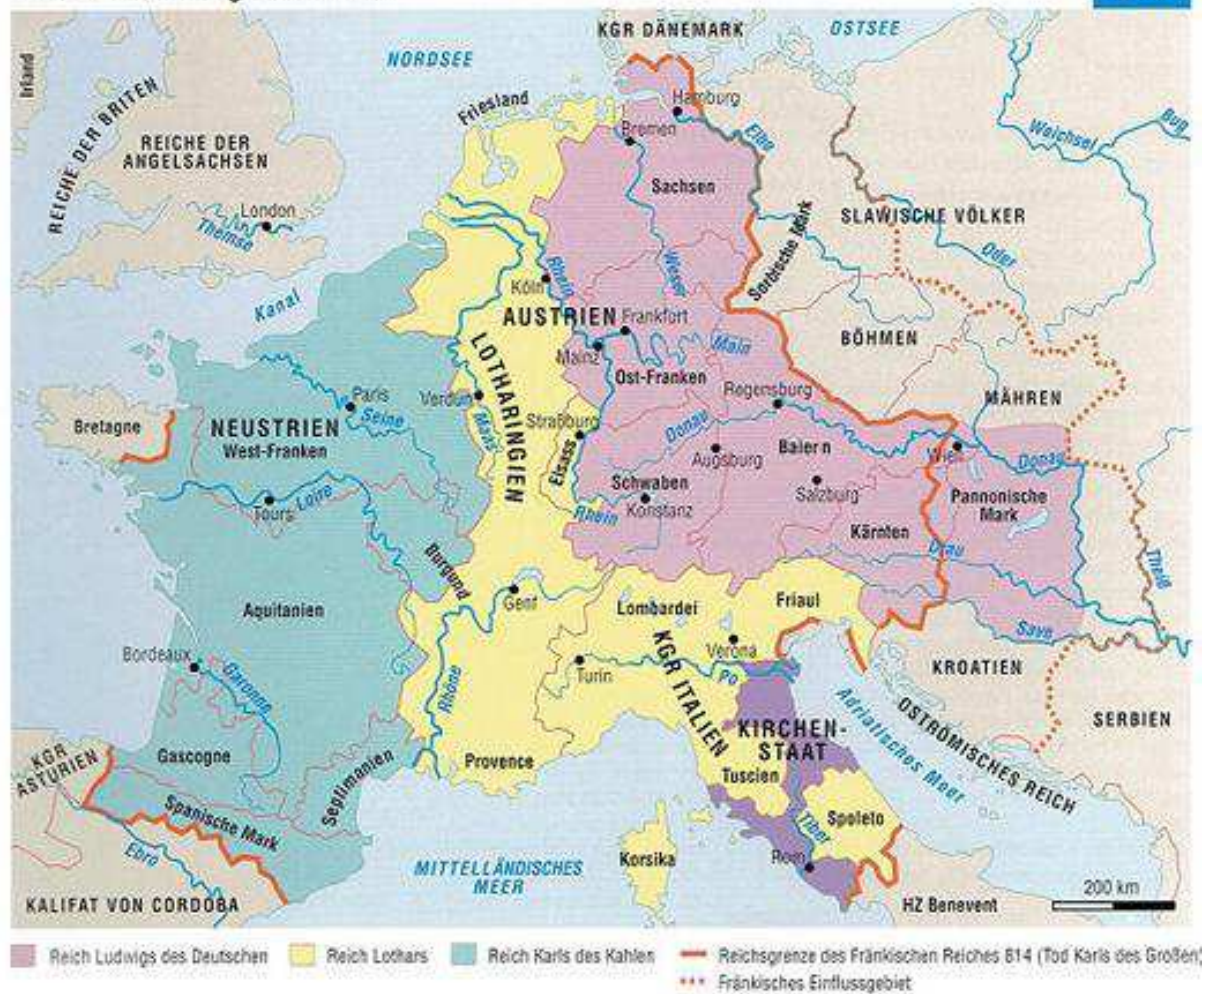 KGR DÄNEMARK
OSTSEE
NORDSEE
Irland
REICHE DER BRITEN
REICHE DER
ANGELSACHSEN
London
Themse
Kanal
Friesland
Hamburg
Bremen
Elbe
Sachsen
Weichsel
Bug
SLAWISCHE VÖLKER
Oder
Sorbische Mark
Weser
Rhein
Köln
AUSTRIEN
Frankfort
Mainz
Main
BÖHMEN
MÄHREN
Ost-Franken
Regensburg
LOTHARINGIEN
Verdun
Maas
Straßburg
Elsass
Donau
Augsburg
Baiern
Wien
Donau
Paris
Seine
Bretagne
NEUSTRIEN
West-Franken
Schwaben
Konstanz
Salzburg
Pannonische
Mark
Rhein
Kärnten
Drau
Theiß
Tours
Loire
Burgund
Genf
Aquitanien
Lombardei
Friaul
Save
Bordeaux
Garonne
Rhone
Turin
Verona
Po
KGR ITALIEN
KROATIEN
SERBIEN
KIRCHEN-
STAAT
Adriatisches Meer
OSTRÖMISCHES REICH
KGR
ASTURIEN
Gascogne
Septimanien
Provence
Tuscien
Spanische Mark
Tiber
Spoleto
Ebro
Korsika
Rom
MITTELLÄNDISCHES
MEER
KALIFAT VON CORDOBA
HZ Benevent
200 km
Reich Ludwigs des Deutschen
Reich Lothars
Reich Karls des Kahlen
Reichsgrenze des Fränkischen Reiches 814 (Tod Karls des Großen)
Fränkisches Einflussgebiet